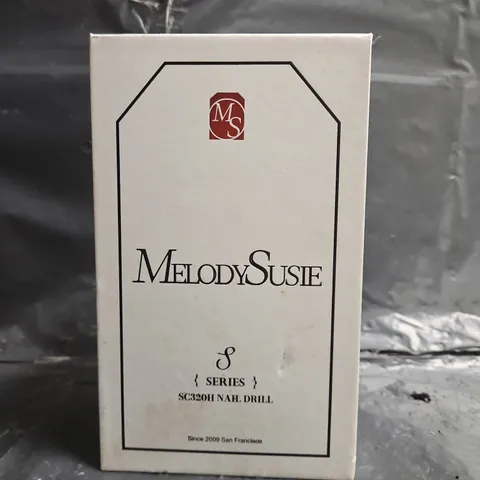 MS
MELODYSUSIE
S
{ SERIES }
SC320H NAIL DRILL
Since 2009 San Francisco